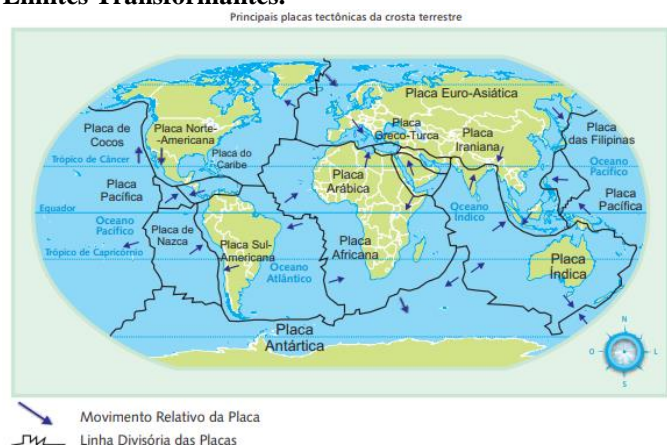 Limites Transformantes.
Principais placas tectônicas da crosta terrestre
Placa Euro-Asiática
Placa de
Cocos
Placa Norte-
-Americana
Placa
Greco-Turca
Placa
Iraniana
Placa
das Filipinas
Trópico de Câncer
Placa do
Caribe
Oceano
Pacífico
Placa
Pacífica
Placa
Arábica
Placa
Pacífica
Equador
Oceano
Pacífico
Oceano
Índico
Placa de
Nazca
Placa Sul-
Americana
Placa
Africana
Trópico de Capricórnio
Oceano
Atlântico
Placa
Índica
Placa
Antártica
N
O
L
S
Movimento Relativo da Placa
Linha Divisória das Placas